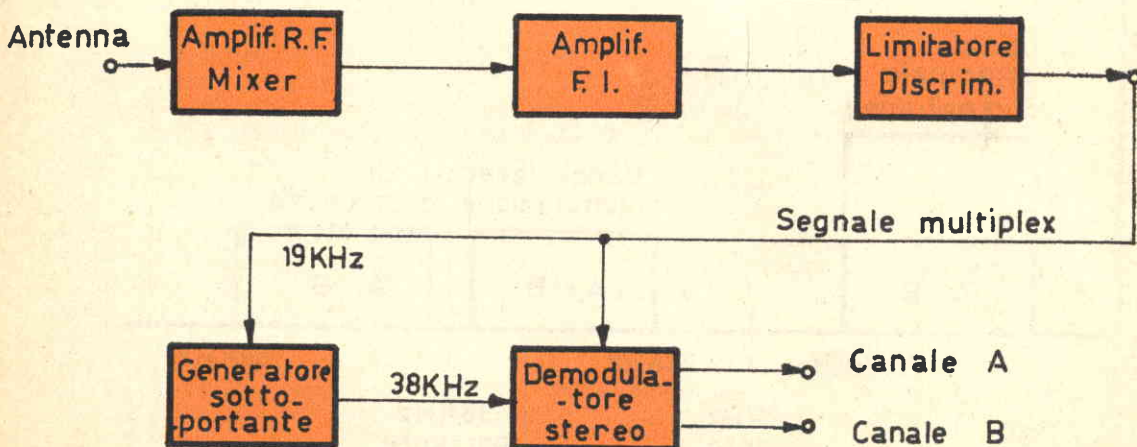 Antenna
Amplif. R.F.
Mixer
Amplif.
F. I.
Limitatore
Discrim.
Segnale multiplex
19KHz
Generatore
sotto-
-portante
38KHz
Demodula-
-tore
stereo
Canale A
Canale B